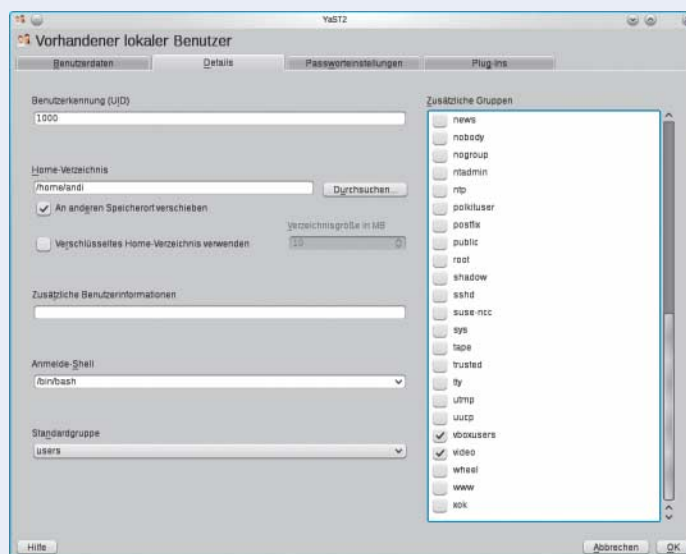 YaST2
Vorhandener lokaler Benutzer
Benutzerdaten
Details
Passworteinstellungen
Plug-Ins
Benutzerkennung (UID)
1000
Home-Verzeichnis
/home/andi
Durchsuchen...
An anderen Speicherort verschieben
Verzeichnisgröße in MB
Verschlüsseltes Home-Verzeichnis verwenden
10
Zusätzliche Benutzerinformationen
Anmelde-Shell
/bin/bash
Standardgruppe
users
Zusätzliche Gruppen
news
nobody
nogroup
ntadmin
ntp
polkituser
postfix
public
root
shadow
sshd
suse-ncc
sys
tape
trusted
tty
utmp
uucp
vboxusers
video
wheel
www
xok
Hilfe
Abbrechen
OK